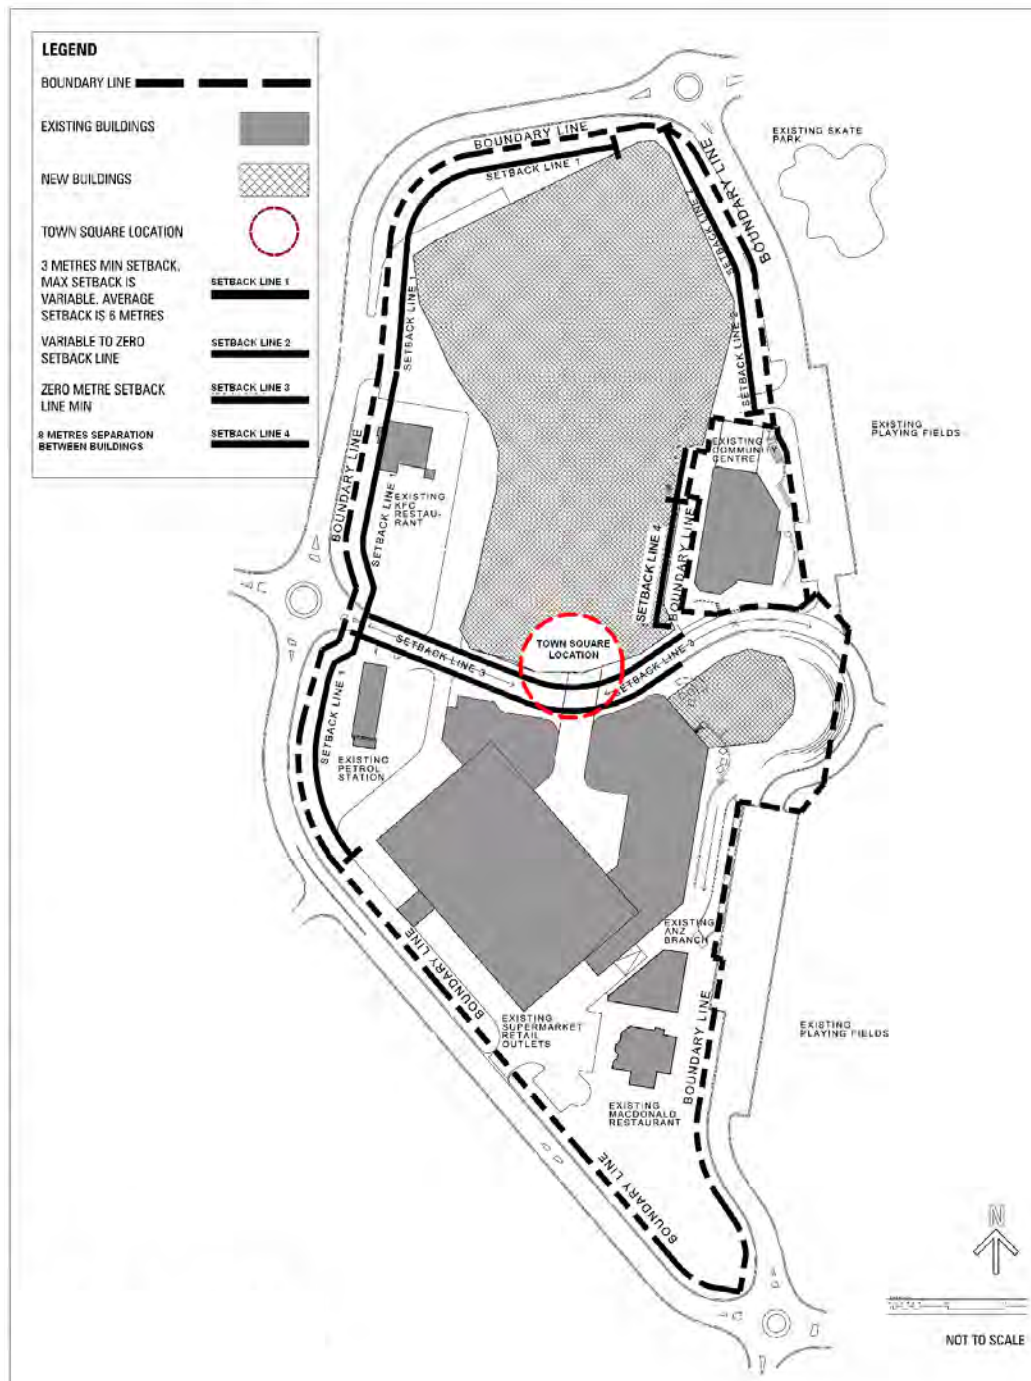 LEGEND
BOUNDARY LINE
EXISTING BUILDINGS
NEW BUILDINGS
TOWN SQUARE LOCATION
3 METRES MIN SETBACK.
MAX SETBACK IS
VARIABLE. AVERAGE
SETBACK IS 6 METRES
SETBACK LINE 1
VARIABLE TO ZERO
SETBACK LINE
SETBACK LINE 2
ZERO METRE SETBACK
LINE MIN
SETBACK LINE 3
8 METRES SEPARATION
BETWEEN BUILDINGS
SETBACK LINE 4
BOUNDARY LINE
SETBACK LINE 1
SETBACK LINE 2
BOUNDARY LINE
EXISTING SKATE
PARK
SETBACK LINE 1
SETBACK LINE 2
EXISTING
PLAYING FIELDS
EXISTING
COMMUNITY
CENTRE
BOUNDARY LINE
SETBACK LINE 1
EXISTING
KFC
RESTAU-
RANT
SETBACK LINE 4
BOUNDARY LINE
TOWN SQUARE
LOCATION
SETBACK LINE 3
SETBACK LINE 3
SETBACK LINE 1
EXISTING
PETROL
STATION
EXISTING
ANZ
BRANCH
BOUNDARY LINE
EXISTING
SUPERMARKET
RETAIL
OUTLETS
BOUNDARY LINE
EXISTING
PLAYING FIELDS
EXISTING
MACDONALD
RESTAURANT
BOUNDARY LINE
N
NOT TO SCALE